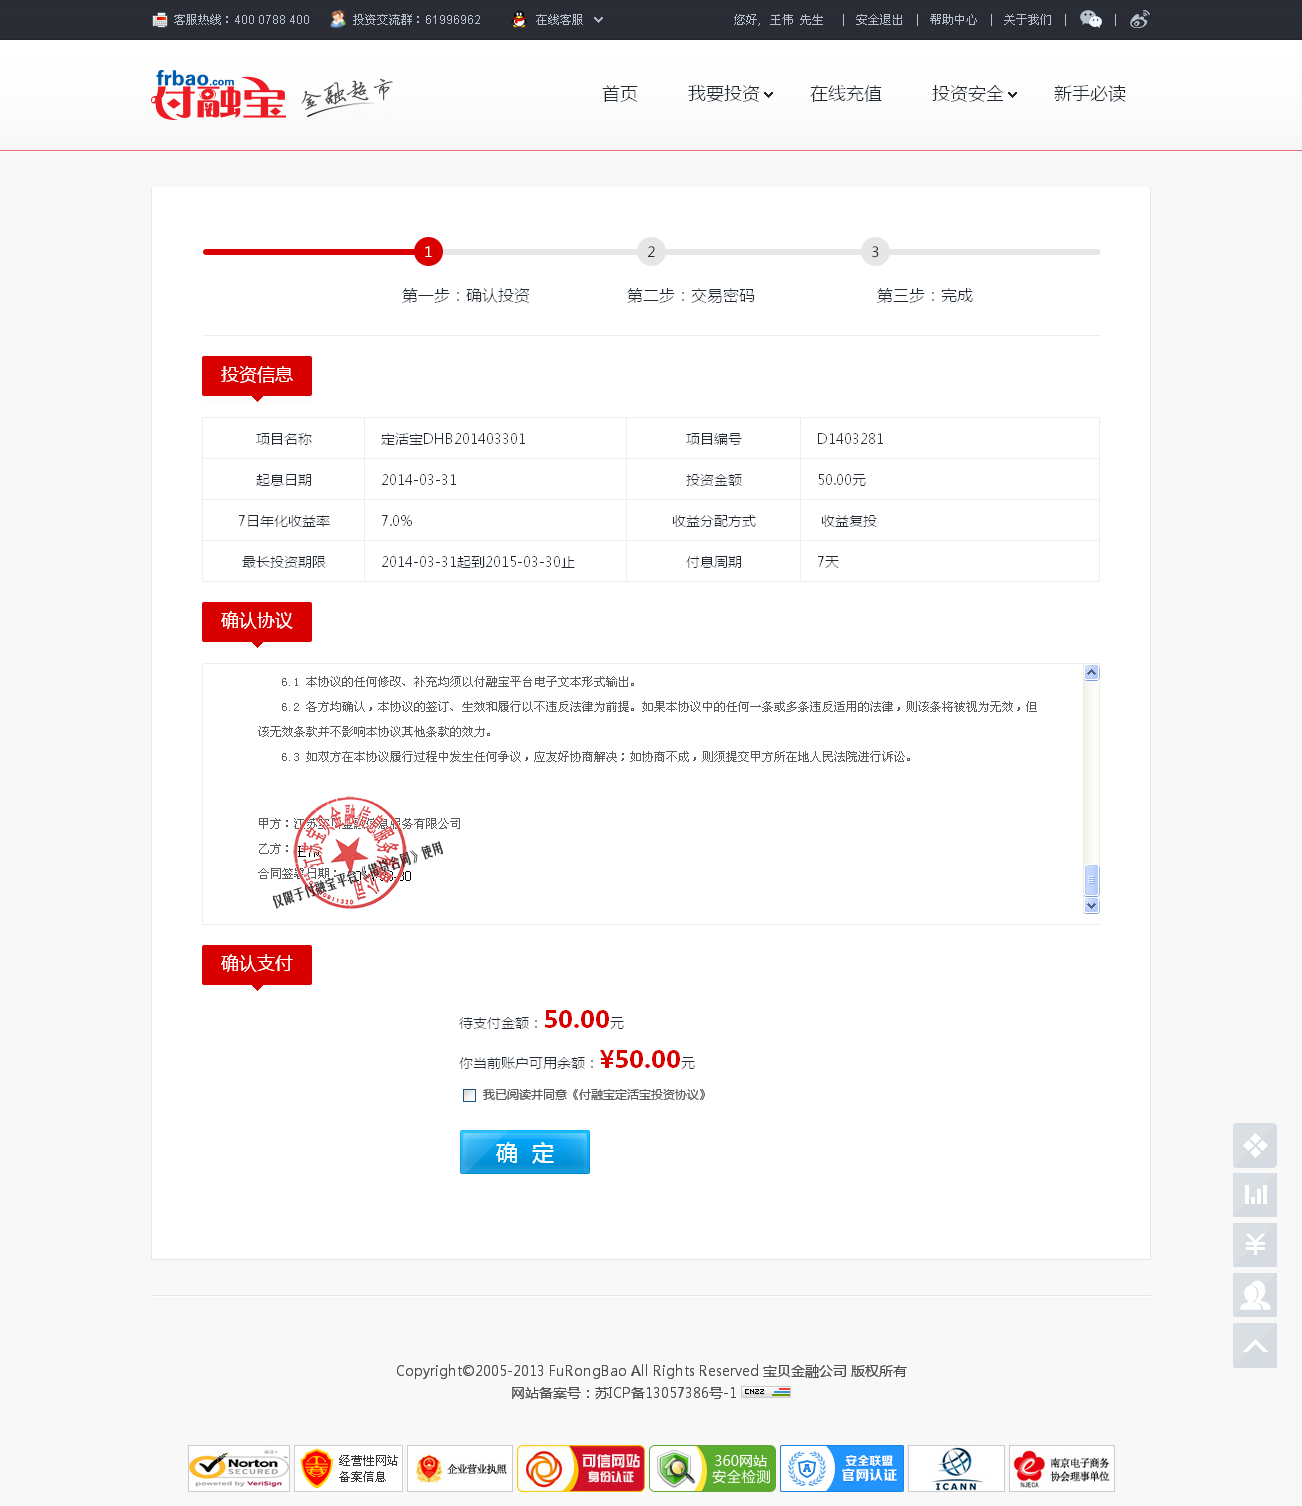 客服热线：400 0788 400 投资交流群：61996962 在线客服 您好, 王伟 先生 | 安全退出 | 帮助中心 | 关于我们 | |
frbao.com
付融宝 金融超市
首页 我要投资 在线充值 投资安全 新手必读
1 2 3
第一步：确认投资 第二步：交易密码 第三步：完成
投资信息
项目名称 定活宝DHB201403301 项目编号 D1403281
起息日期 2014-03-31 投资金额 50.00元
7日年化收益率 7.0% 收益分配方式 收益复投
最长投资期限 2014-03-31起到2015-03-30止 付息周期 7天
确认协议
6.1 本协议的任何修改、补充均须以付融宝平台电子文本形式输出。
6.2 各方均确认，本协议的签订、生效和履行以不违反法律为前提。如果本协议中的任何一条或多条违反适用的法律，则该条将被视为无效，但
该无效条款并不影响本协议其他条款的效力。
6.3 如双方在本协议履行过程中发生任何争议，应友好协商解决；如协商不成，则须提交甲方所在地人民法院进行诉讼。
甲方：江苏宝贝金融信息服务有限公司
乙方：
合同签署日期：
仅限于付融宝平台《借贷合同》使用
确认支付
待支付金额：50.00元
你当前账户可用余额：¥50.00元
我已阅读并同意《付融宝定活宝投资协议》
确 定
Copyright©2005-2013 FuRongBao All Rights Reserved 宝贝金融公司 版权所有
网站备案号：苏ICP备13057386号-1 CNZZ
Norton SECURED powered by VeriSign
经营性网站
备案信息
企业营业执照
可信网站
身份认证
360网站
安全检测
安全联盟
官网认证
ICANN
NJECA
南京电子商务
协会理事单位